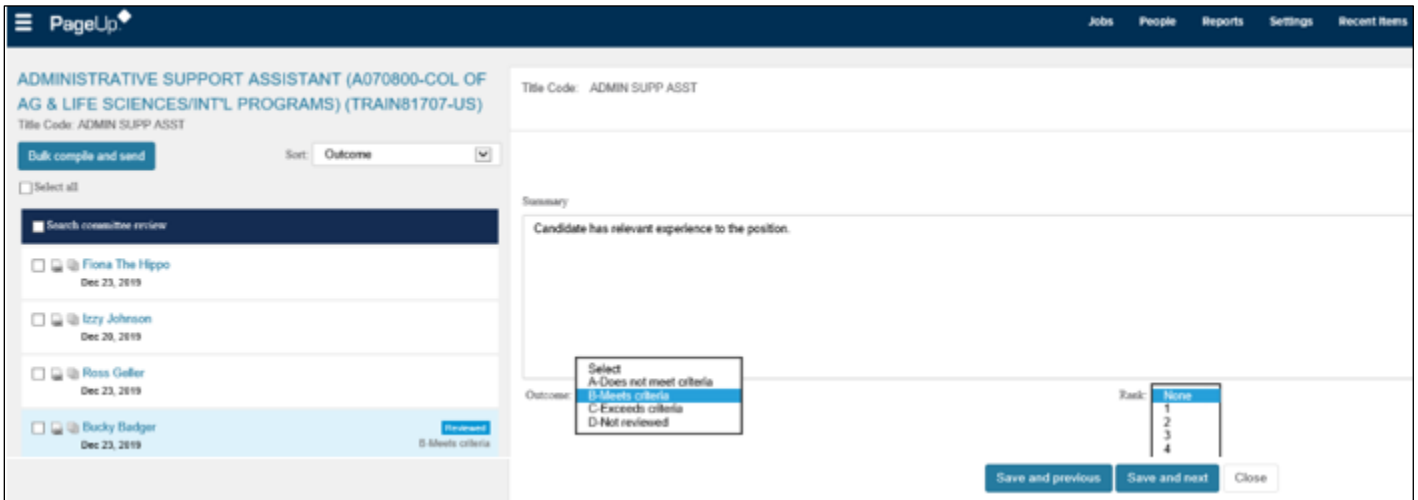 PageUp
Jobs People Reports Settings Recent Items
ADMINISTRATIVE SUPPORT ASSISTANT (A070800-COL OF
AG & LIFE SCIENCES/INT'L PROGRAMS) (TRAIN81707-US)
Title Code: ADMIN SUPP ASST
Bulk compile and send
Sort: Outcome
Select all
Search committee review
Fiona The Hippo
Dec 23, 2019
Izzy Johnson
Dec 20, 2019
Ross Geller
Dec 23, 2019
Bucky Badger
Reviewed
Dec 23, 2019
B-Meets criteria
Title Code: ADMIN SUPP ASST
Summary
Candidate has relevant experience to the position.
Outcome:
Select
A-Does not meet criteria
B-Meets criteria
C-Exceeds criteria
D-Not reviewed
Rank:
None
1
2
3
4
Save and previous
Save and next
Close